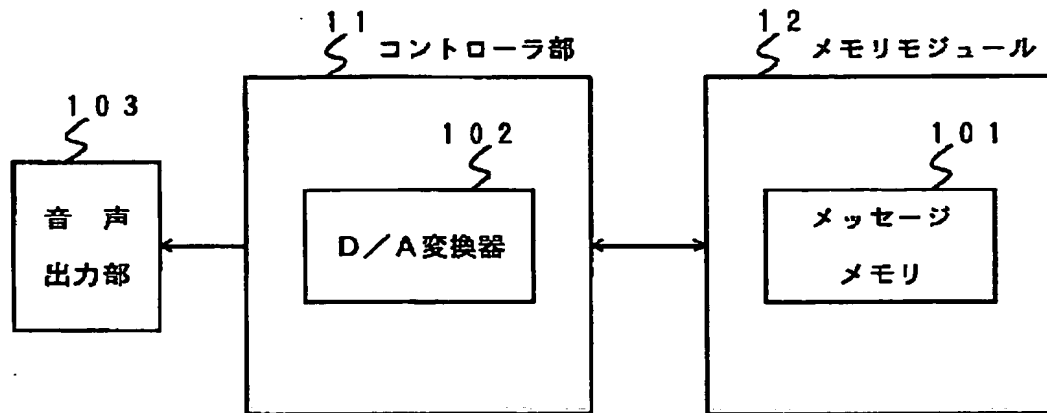 11
コントローラ部
12
メモリモジュール
103
102
101
音声
出力部
D／A変換器
メッセージ
メモリ